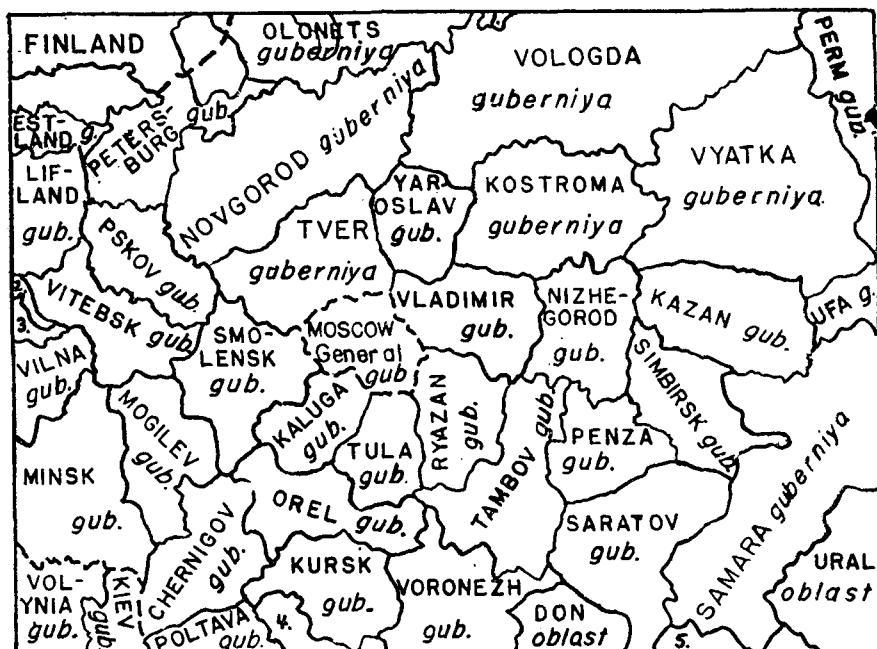 FINLAND
OLONETS
guberniya
VOLOGDA
guberniya
PERM gub.
EST-
LAND g.
PETERS-
BURG gub.
NOVGOROD guberniya
VYATKA
guberniya.
LIF-
LAND
gub.
PSKOV gub.
TVER
guberniya
YAR-
OSLAV
gub.
KOSTROMA
guberniya
2.
3.
VITEBSK gub.
SMO-
LENSK
gub.
MOSCOW
General
gub
VLADIMIR
gub.
NIZHE-
GOROD
gub.
KAZAN gub.
UFA g.
VILNA
gub.
MOGILEV
gub.
KALUGA
gub.
TULA
gub.
RYAZAN
gub.
TAMBOV gub.
PENZA
gub.
SIMBIRSK gub.
MINSK
gub.
CHERNIGOV
gub.
OREL gub.
SARATOV
gub.
SAMARA guberniya
URAL
oblast
VOL-
YNIA
gub.
KIEV
gub.
POLTAVA
gub.
4.
KURSK
gub.
VORONEZH
gub.
DON
oblast
5.